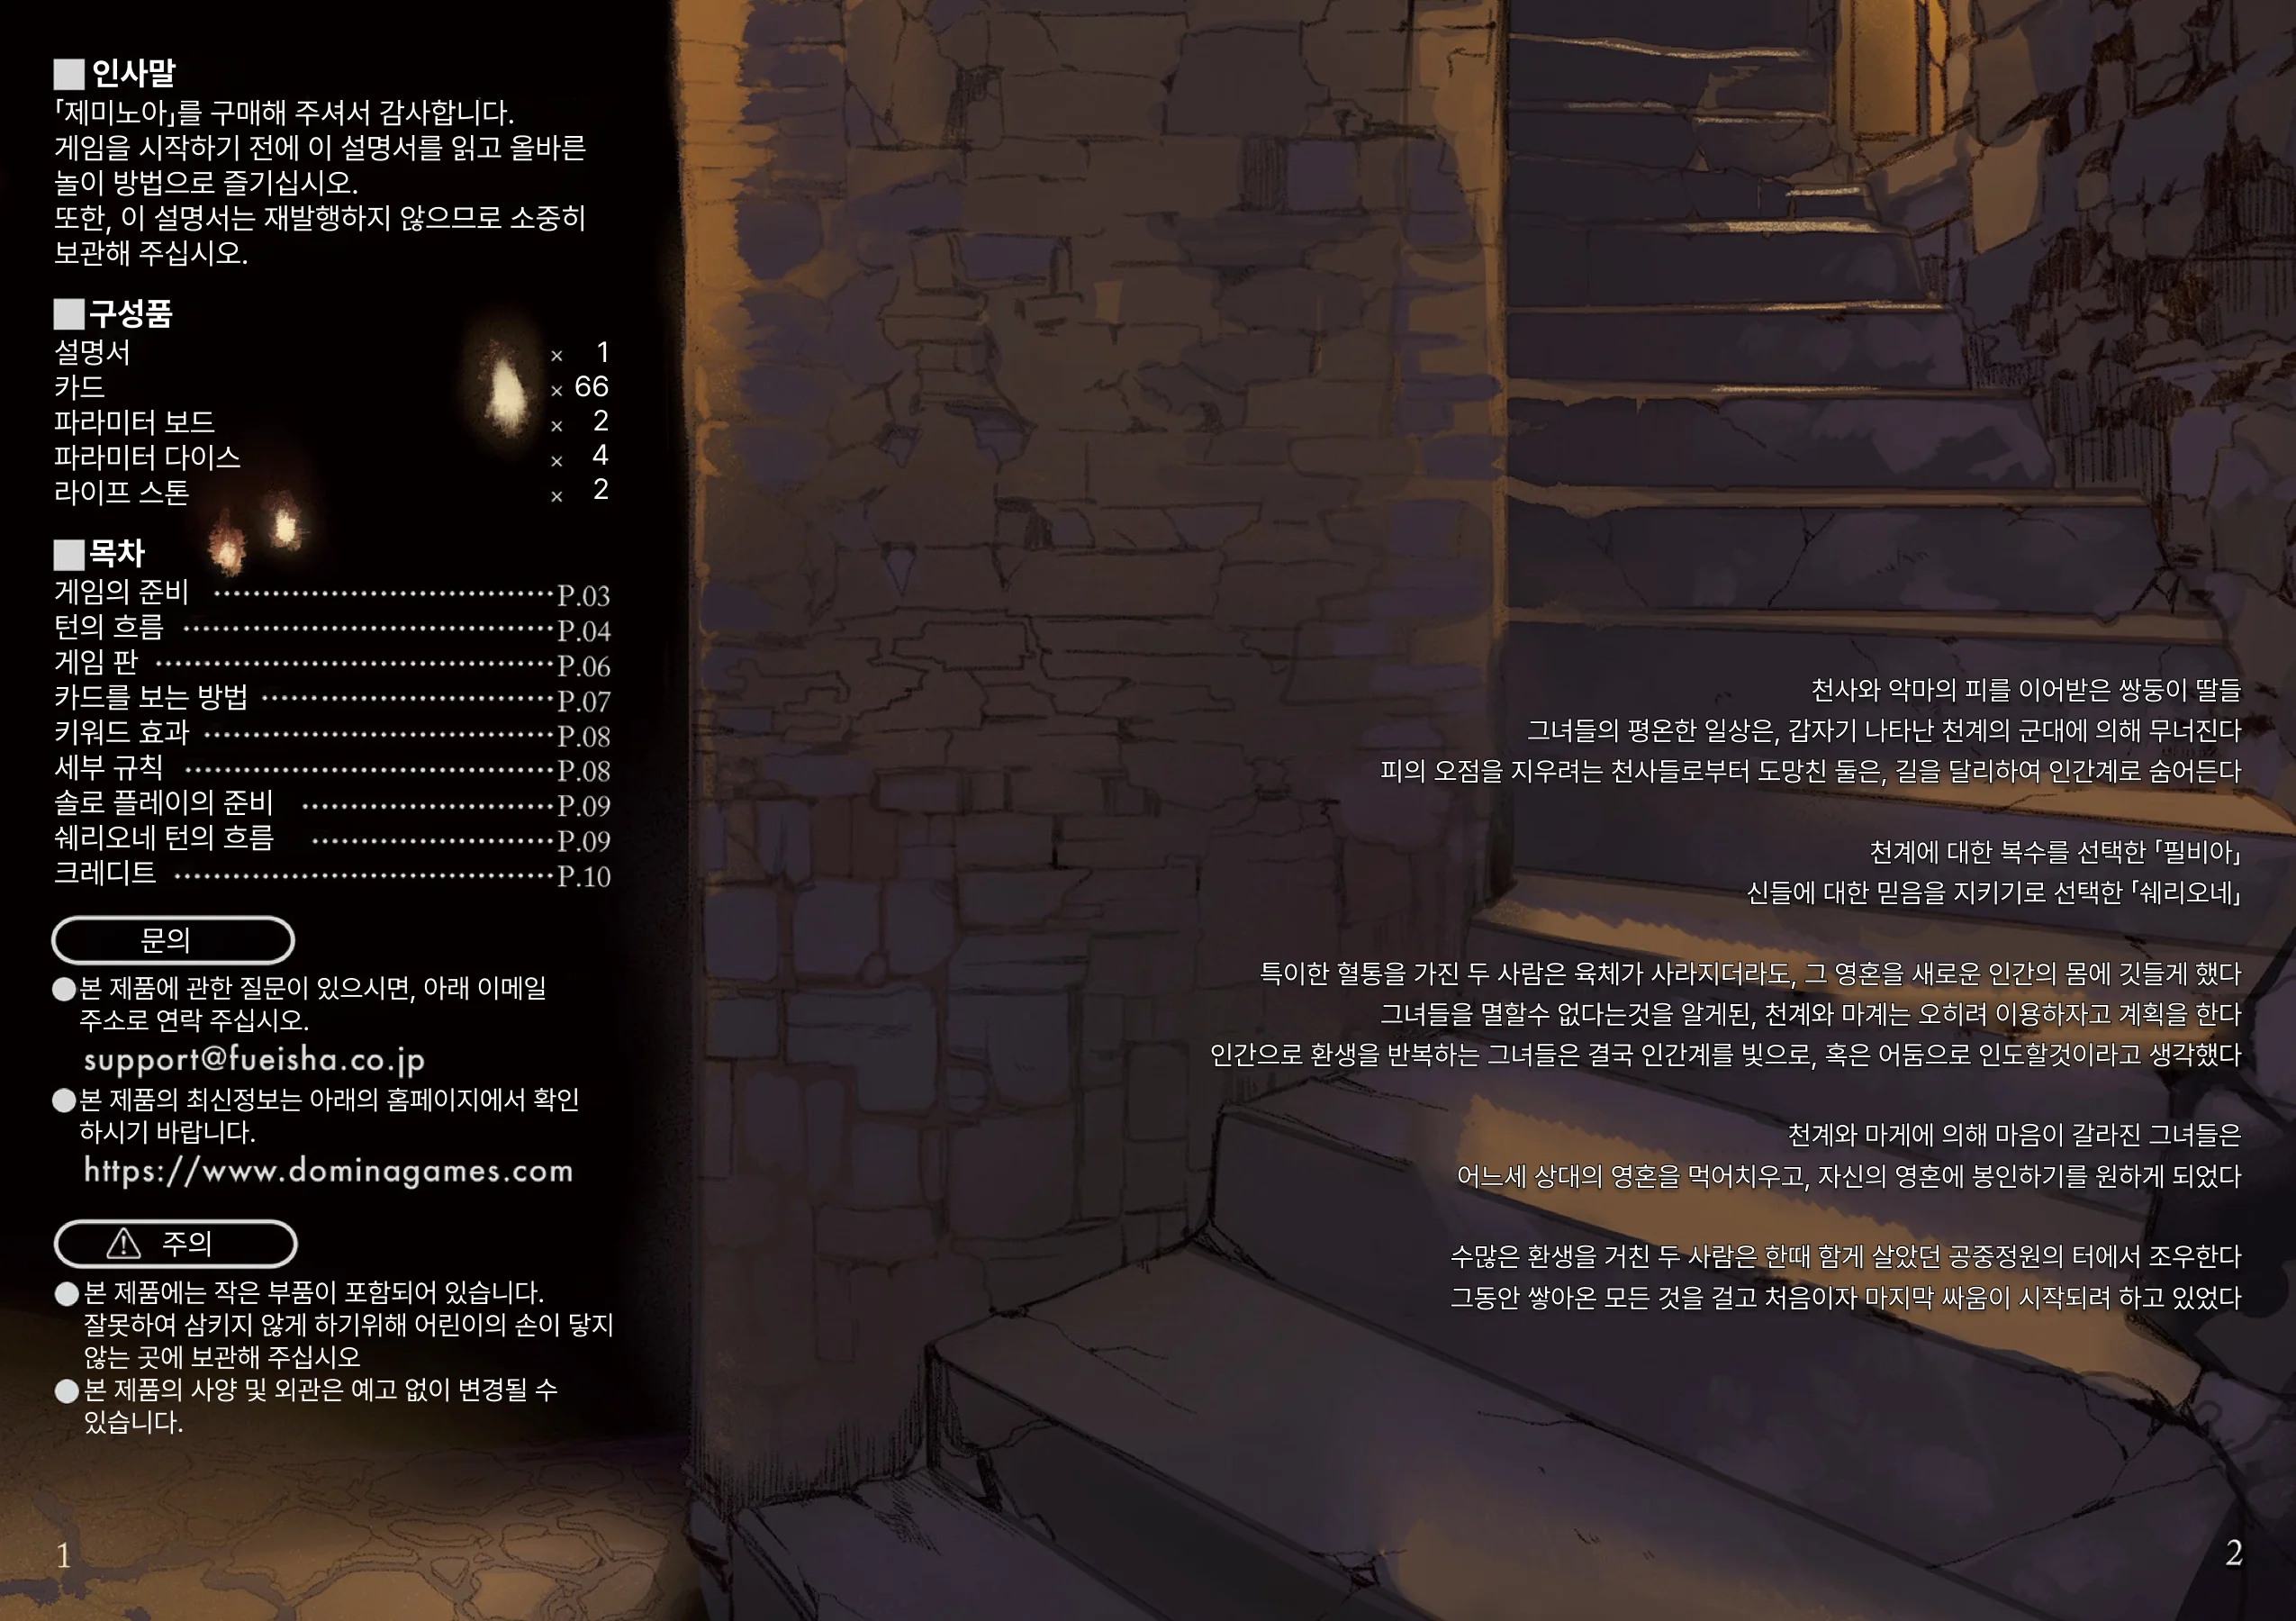 인사말
「제미노아」를 구매해 주셔서 감사합니다.
게임을 시작하기 전에 이 설명서를 읽고 올바른
놀이 방법으로 즐기십시오.
또한, 이 설명서는 재발행하지 않으므로 소중히
보관해 주십시오.
구성품
설명서 × 1
카드 × 66
파라미터 보드 × 2
파라미터 다이스 × 4
라이프 스톤 × 2
목차
게임의 준비 ································· P.03
턴의 흐름 ································· P.04
게임 판 ································· P.06
카드를 보는 방법 ································· P.07
키워드 효과 ································· P.08
세부 규칙 ································· P.08
솔로 플레이의 준비 ································· P.09
쉐리오네 턴의 흐름 ································· P.09
크레디트 ································· P.10
문의
●본 제품에 관한 질문이 있으시면, 아래 이메일
주소로 연락 주십시오.
support@fueisha.co.jp
●본 제품의 최신정보는 아래의 홈페이지에서 확인
하시기 바랍니다.
https://www.dominagames.com
⚠ 주의
●본 제품에는 작은 부품이 포함되어 있습니다.
잘못하여 삼키지 않게 하기위해 어린이의 손이 닿지
않는 곳에 보관해 주십시오
●본 제품의 사양 및 외관은 예고 없이 변경될 수
있습니다.
1
천사와 악마의 피를 이어받은 쌍둥이 딸들
그녀들의 평온한 일상은, 갑자기 나타난 천계의 군대에 의해 무너진다
피의 오점을 지우려는 천사들로부터 도망친 둘은, 길을 달리하여 인간계로 숨어든다
천계에 대한 복수를 선택한 「필비아」
신들에 대한 믿음을 지키기로 선택한 「쉐리오네」
특이한 혈통을 가진 두 사람은 육체가 사라지더라도, 그 영혼을 새로운 인간의 몸에 깃들게 했다
그녀들을 멸할수 없다는것을 알게된, 천계와 마계는 오히려 이용하자고 계획을 한다
인간으로 환생을 반복하는 그녀들은 결국 인간계를 빛으로, 혹은 어둠으로 인도할것이라고 생각했다
천계와 마게에 의해 마음이 갈라진 그녀들은
어느세 상대의 영혼을 먹어치우고, 자신의 영혼에 봉인하기를 원하게 되었다
수많은 환생을 거친 두 사람은 한때 함게 살았던 공중정원의 터에서 조우한다
그동안 쌓아온 모든 것을 걸고 처음이자 마지막 싸움이 시작되려 하고 있었다
2